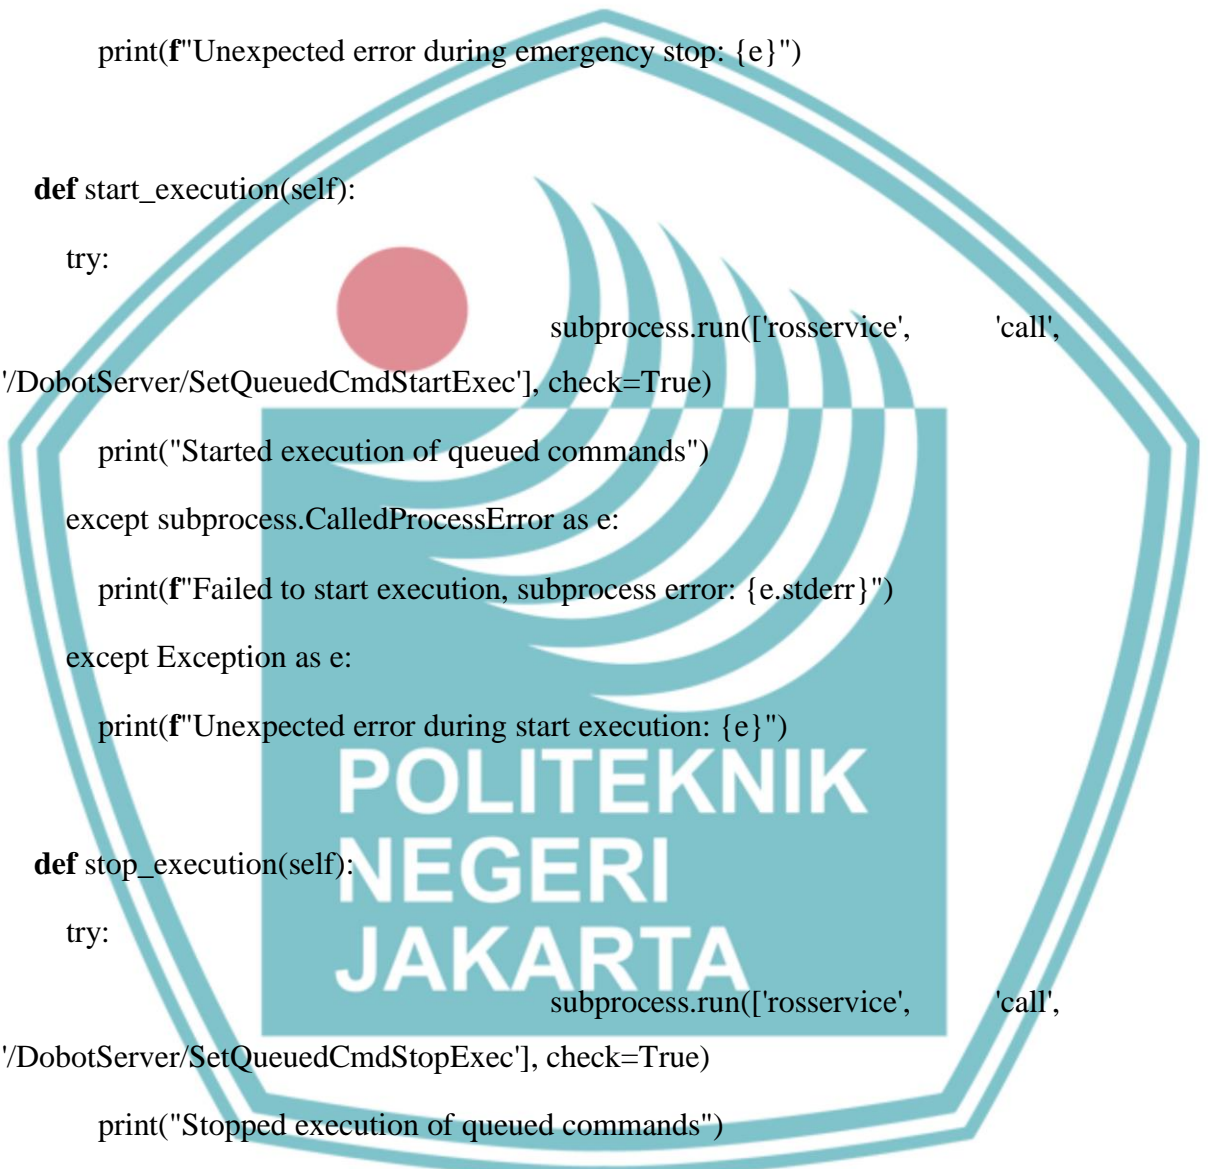 print(f"Unexpected error during emergency stop: {e}")
def start_execution(self):
try:
subprocess.run(['rosservice', 'call',
'/DobotServer/SetQueuedCmdStartExec'], check=True)
print("Started execution of queued commands")
except subprocess.CalledProcessError as e:
print(f"Failed to start execution, subprocess error: {e.stderr}")
except Exception as e:
print(f"Unexpected error during start execution: {e}")
POLITEKNIK
NEGERI
JAKARTA
def stop_execution(self):
try:
subprocess.run(['rosservice', 'call',
'/DobotServer/SetQueuedCmdStopExec'], check=True)
print("Stopped execution of queued commands")